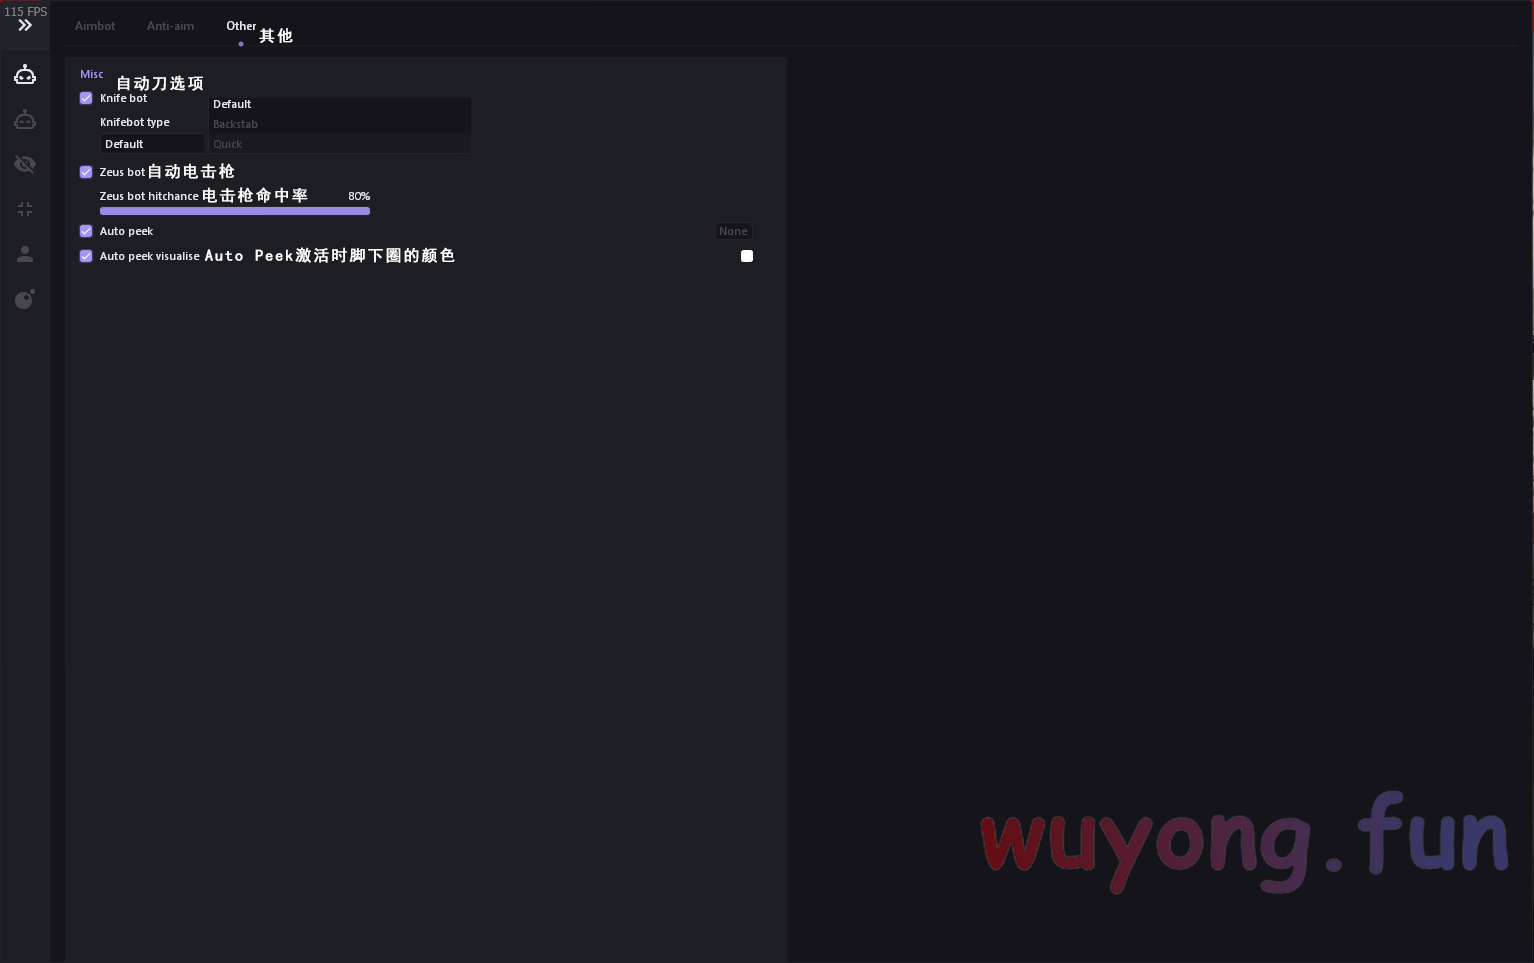 115 FPS
Aimbot Anti-aim Other 其他
Misc
自动刀选项
Knife bot
Default
Knifebot type
Backstab
Default
Quick
Zeus bot 自动电击枪
Zeus bot hitchance 电击枪命中率 80%
Auto peek None
Auto peek visualise Auto Peek激活时脚下圈的颜色
wuyong.fun